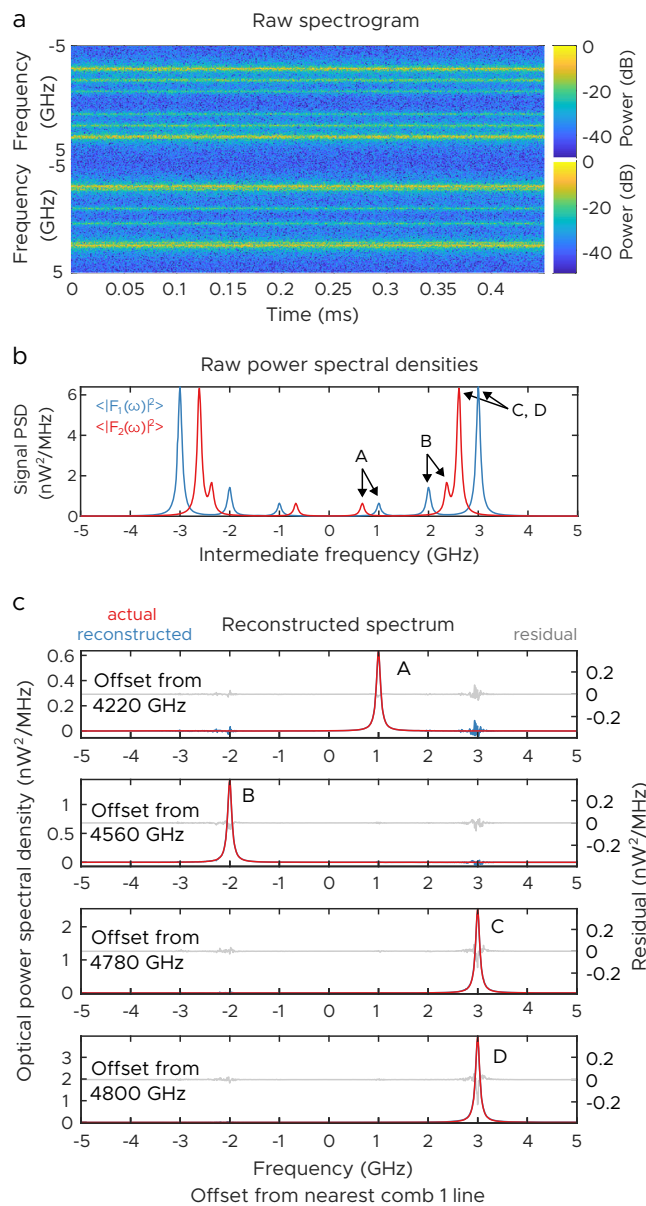 a
Raw spectrogram
-5
Frequency
(GHz)
5
-5
Frequency
(GHz)
5
0
-20
-40
Power (dB)
0
-20
-40
Power (dB)
0 0.05 0.1 0.15 0.2 0.25 0.3 0.35 0.4
Time (ms)
b
Raw power spectral densities
Signal PSD
(nW²/MHz)
6
4
2
0
<|F₁(ω)|²>
<|F₂(ω)|²>
A
B
C, D
-5 -4 -3 -2 -1 0 1 2 3 4 5
Intermediate frequency (GHz)
c
actual
reconstructed
Reconstructed spectrum
residual
Optical power spectral density (nW²/MHz)
Residual (nW²/MHz)
0.6
0.4
0.2
0
Offset from
4220 GHz
A
0.2
0
-0.2
-5 -4 -3 -2 -1 0 1 2 3 4 5
1
0.5
0
Offset from
4560 GHz
B
0.2
0
-0.2
-5 -4 -3 -2 -1 0 1 2 3 4 5
2
1
0
Offset from
4780 GHz
C
0.2
0
-0.2
-5 -4 -3 -2 -1 0 1 2 3 4 5
3
2
1
0
Offset from
4800 GHz
D
0.2
0
-0.2
-5 -4 -3 -2 -1 0 1 2 3 4 5
Frequency (GHz)
Offset from nearest comb 1 line